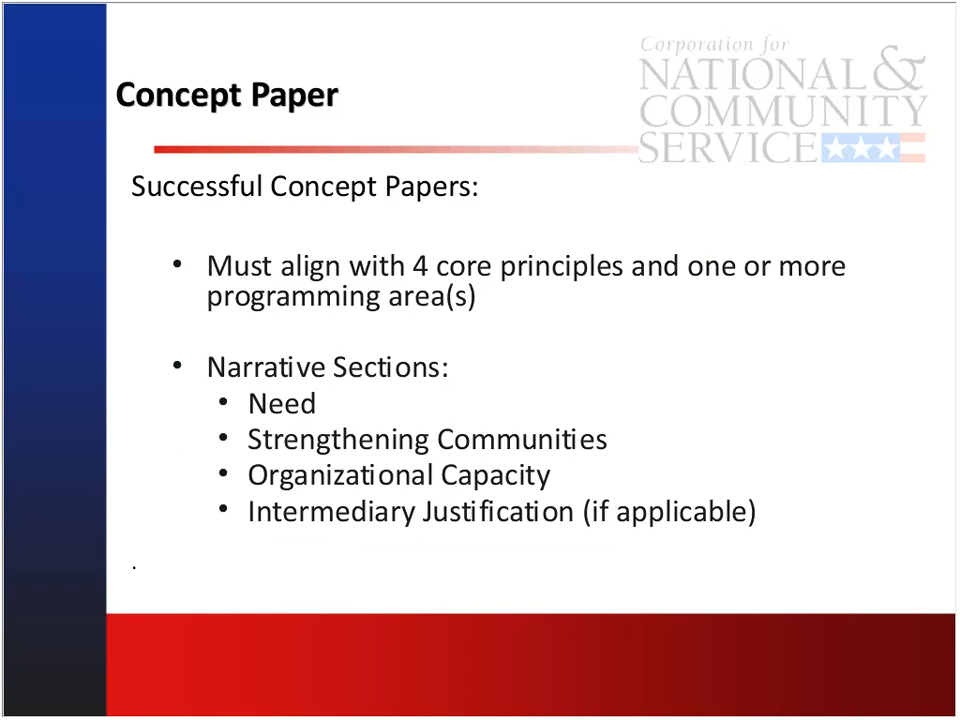 Corporation for
NATIONAL &
COMMUNITY
SERVICE
Concept Paper
Successful Concept Papers:
• Must align with 4 core principles and one or more
programming area(s)
• Narrative Sections:
• Need
• Strengthening Communities
• Organizational Capacity
• Intermediary Justification (if applicable)
.